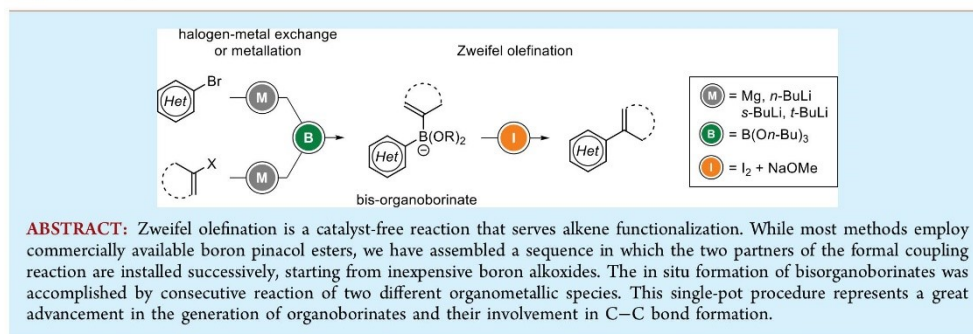 halogen-metal exchange
or metallation
Zweifel olefination
Het
Br
M
X
M
B
B(OR)2
⊖
Het
bis-organoborinate
I
Het
M = Mg, n-BuLi
s-BuLi, t-BuLi
B = B(On-Bu)3
I = I2 + NaOMe
ABSTRACT: Zweifel olefination is a catalyst-free reaction that serves alkene functionalization. While most methods employ
commercially available boron pinacol esters, we have assembled a sequence in which the two partners of the formal coupling
reaction are installed successively, starting from inexpensive boron alkoxides. The in situ formation of bisorganoborinates was
accomplished by consecutive reaction of two different organometallic species. This single-pot procedure represents a great
advancement in the generation of organoborinates and their involvement in C−C bond formation.